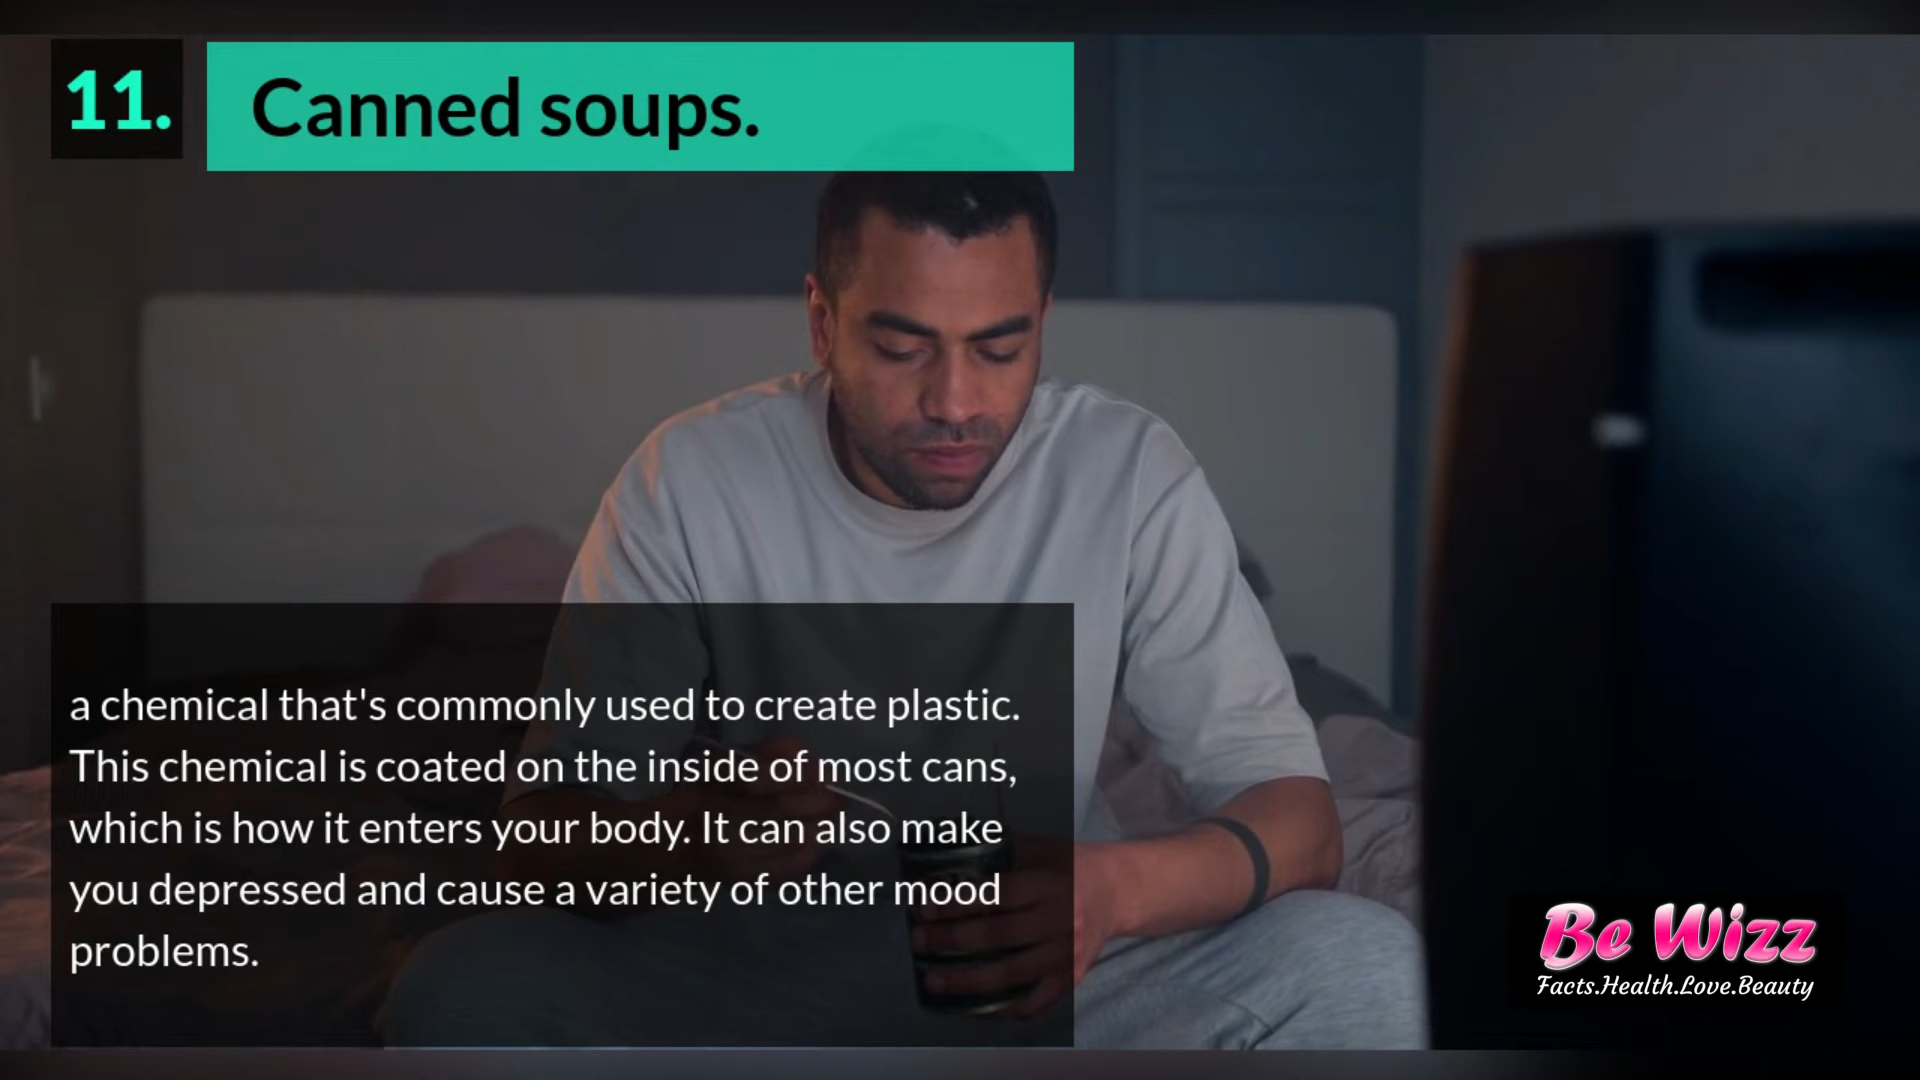 11.
Canned soups.
a chemical that's commonly used to create plastic.
This chemical is coated on the inside of most cans,
which is how it enters your body. It can also make
you depressed and cause a variety of other mood
problems.
Be Wizz
Facts.Health.Love.Beauty